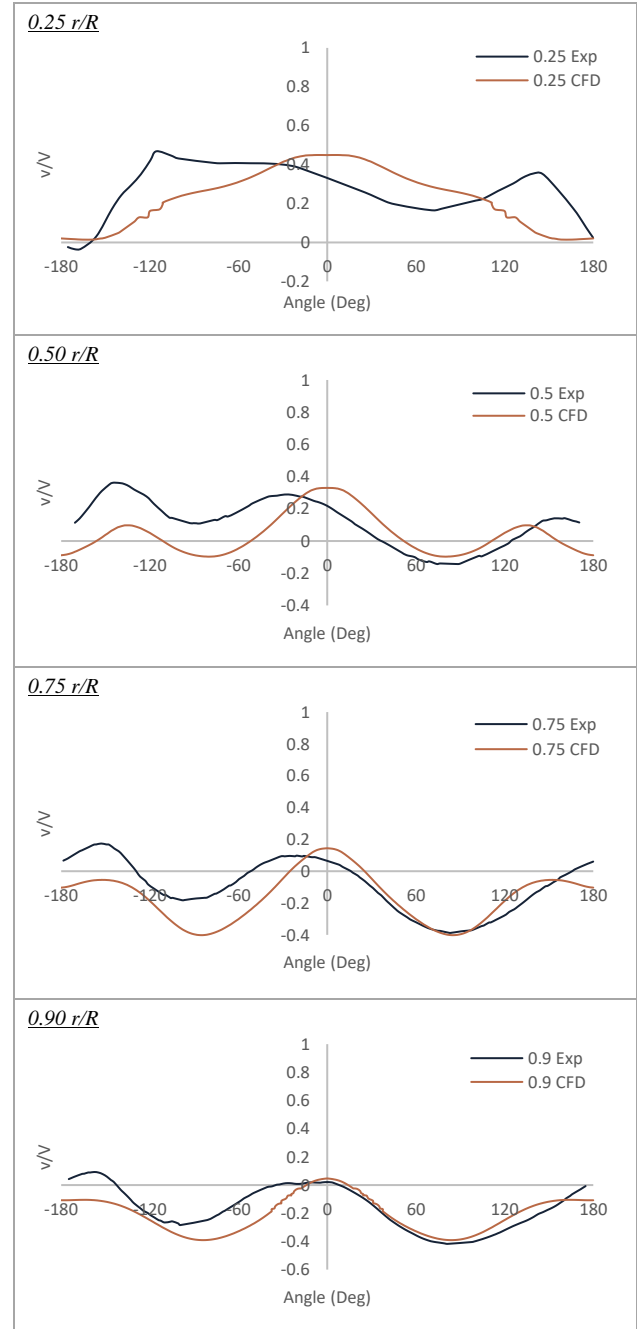 0.25 r/R
1
0.25 Exp
0.8
0.25 CFD
0.6
v/V
0.4
0.2
0
-180 -120 -60 0 60 120 180
-0.2
Angle (Deg)
0.50 r/R
1
0.5 Exp
0.8
0.5 CFD
0.6
v/V
0.4
0.2
0
-180 -120 -60 0 60 120 180
-0.2
-0.4
Angle (Deg)
0.75 r/R
1
0.75 Exp
0.8
0.75 CFD
0.6
v/V
0.4
0.2
0
-180 -120 -60 0 60 120 180
-0.2
-0.4
Angle (Deg)
0.90 r/R
1
0.9 Exp
0.8
0.9 CFD
0.6
v/V
0.4
0.2
0
-180 -120 -60 0 60 120 180
-0.2
-0.4
-0.6
Angle (Deg)